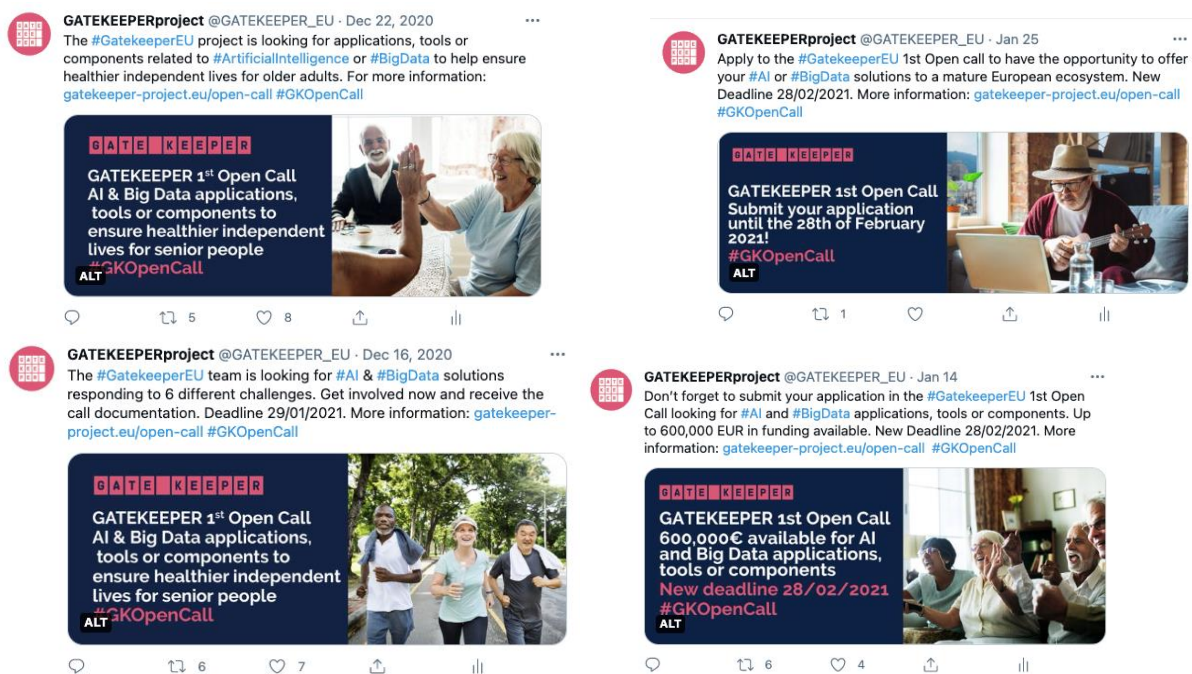 GATEKEEPERproject @GATEKEEPER_EU · Dec 22, 2020
The #GatekeeperEU project is looking for applications, tools or
components related to #ArtificialIntelligence or #BigData to help ensure
healthier independent lives for older adults. For more information:
gatekeeper-project.eu/open-call #GKOpenCall
GATE KEEPER
GATEKEEPER 1st Open Call
AI & Big Data applications,
tools or components to
ensure healthier independent
lives for senior people
#GKOpenCall
ALT
5 8
GATEKEEPERproject @GATEKEEPER_EU · Jan 25
Apply to the #GatekeeperEU 1st Open call to have the opportunity to offer
your #AI or #BigData solutions to a mature European ecosystem. New
Deadline 28/02/2021. More information: gatekeeper-project.eu/open-call
#GKOpenCall
GATE KEEPER
GATEKEEPER 1st Open Call
Submit your application
until the 28th of February
2021!
#GKOpenCall
ALT
1
GATEKEEPERproject @GATEKEEPER_EU · Dec 16, 2020
The #GatekeeperEU team is looking for #AI & #BigData solutions
responding to 6 different challenges. Get involved now and receive the
call documentation. Deadline 29/01/2021. More information: gatekeeper-
project.eu/open-call #GKOpenCall
GATE KEEPER
GATEKEEPER 1st Open Call
AI & Big Data applications,
tools or components to
ensure healthier independent
lives for senior people
#GKOpenCall
ALT
6 7
GATEKEEPERproject @GATEKEEPER_EU · Jan 14
Don't forget to submit your application in the #GatekeeperEU 1st Open
Call looking for #AI and #BigData applications, tools or components. Up
to 600,000 EUR in funding available. New Deadline 28/02/2021. More
information: gatekeeper-project.eu/open-call #GKOpenCall
GATE KEEPER
GATEKEEPER 1st Open Call
600,000€ available for AI
and Big Data applications,
tools or components
New deadline 28/02/2021
#GKOpenCall
ALT
6 4